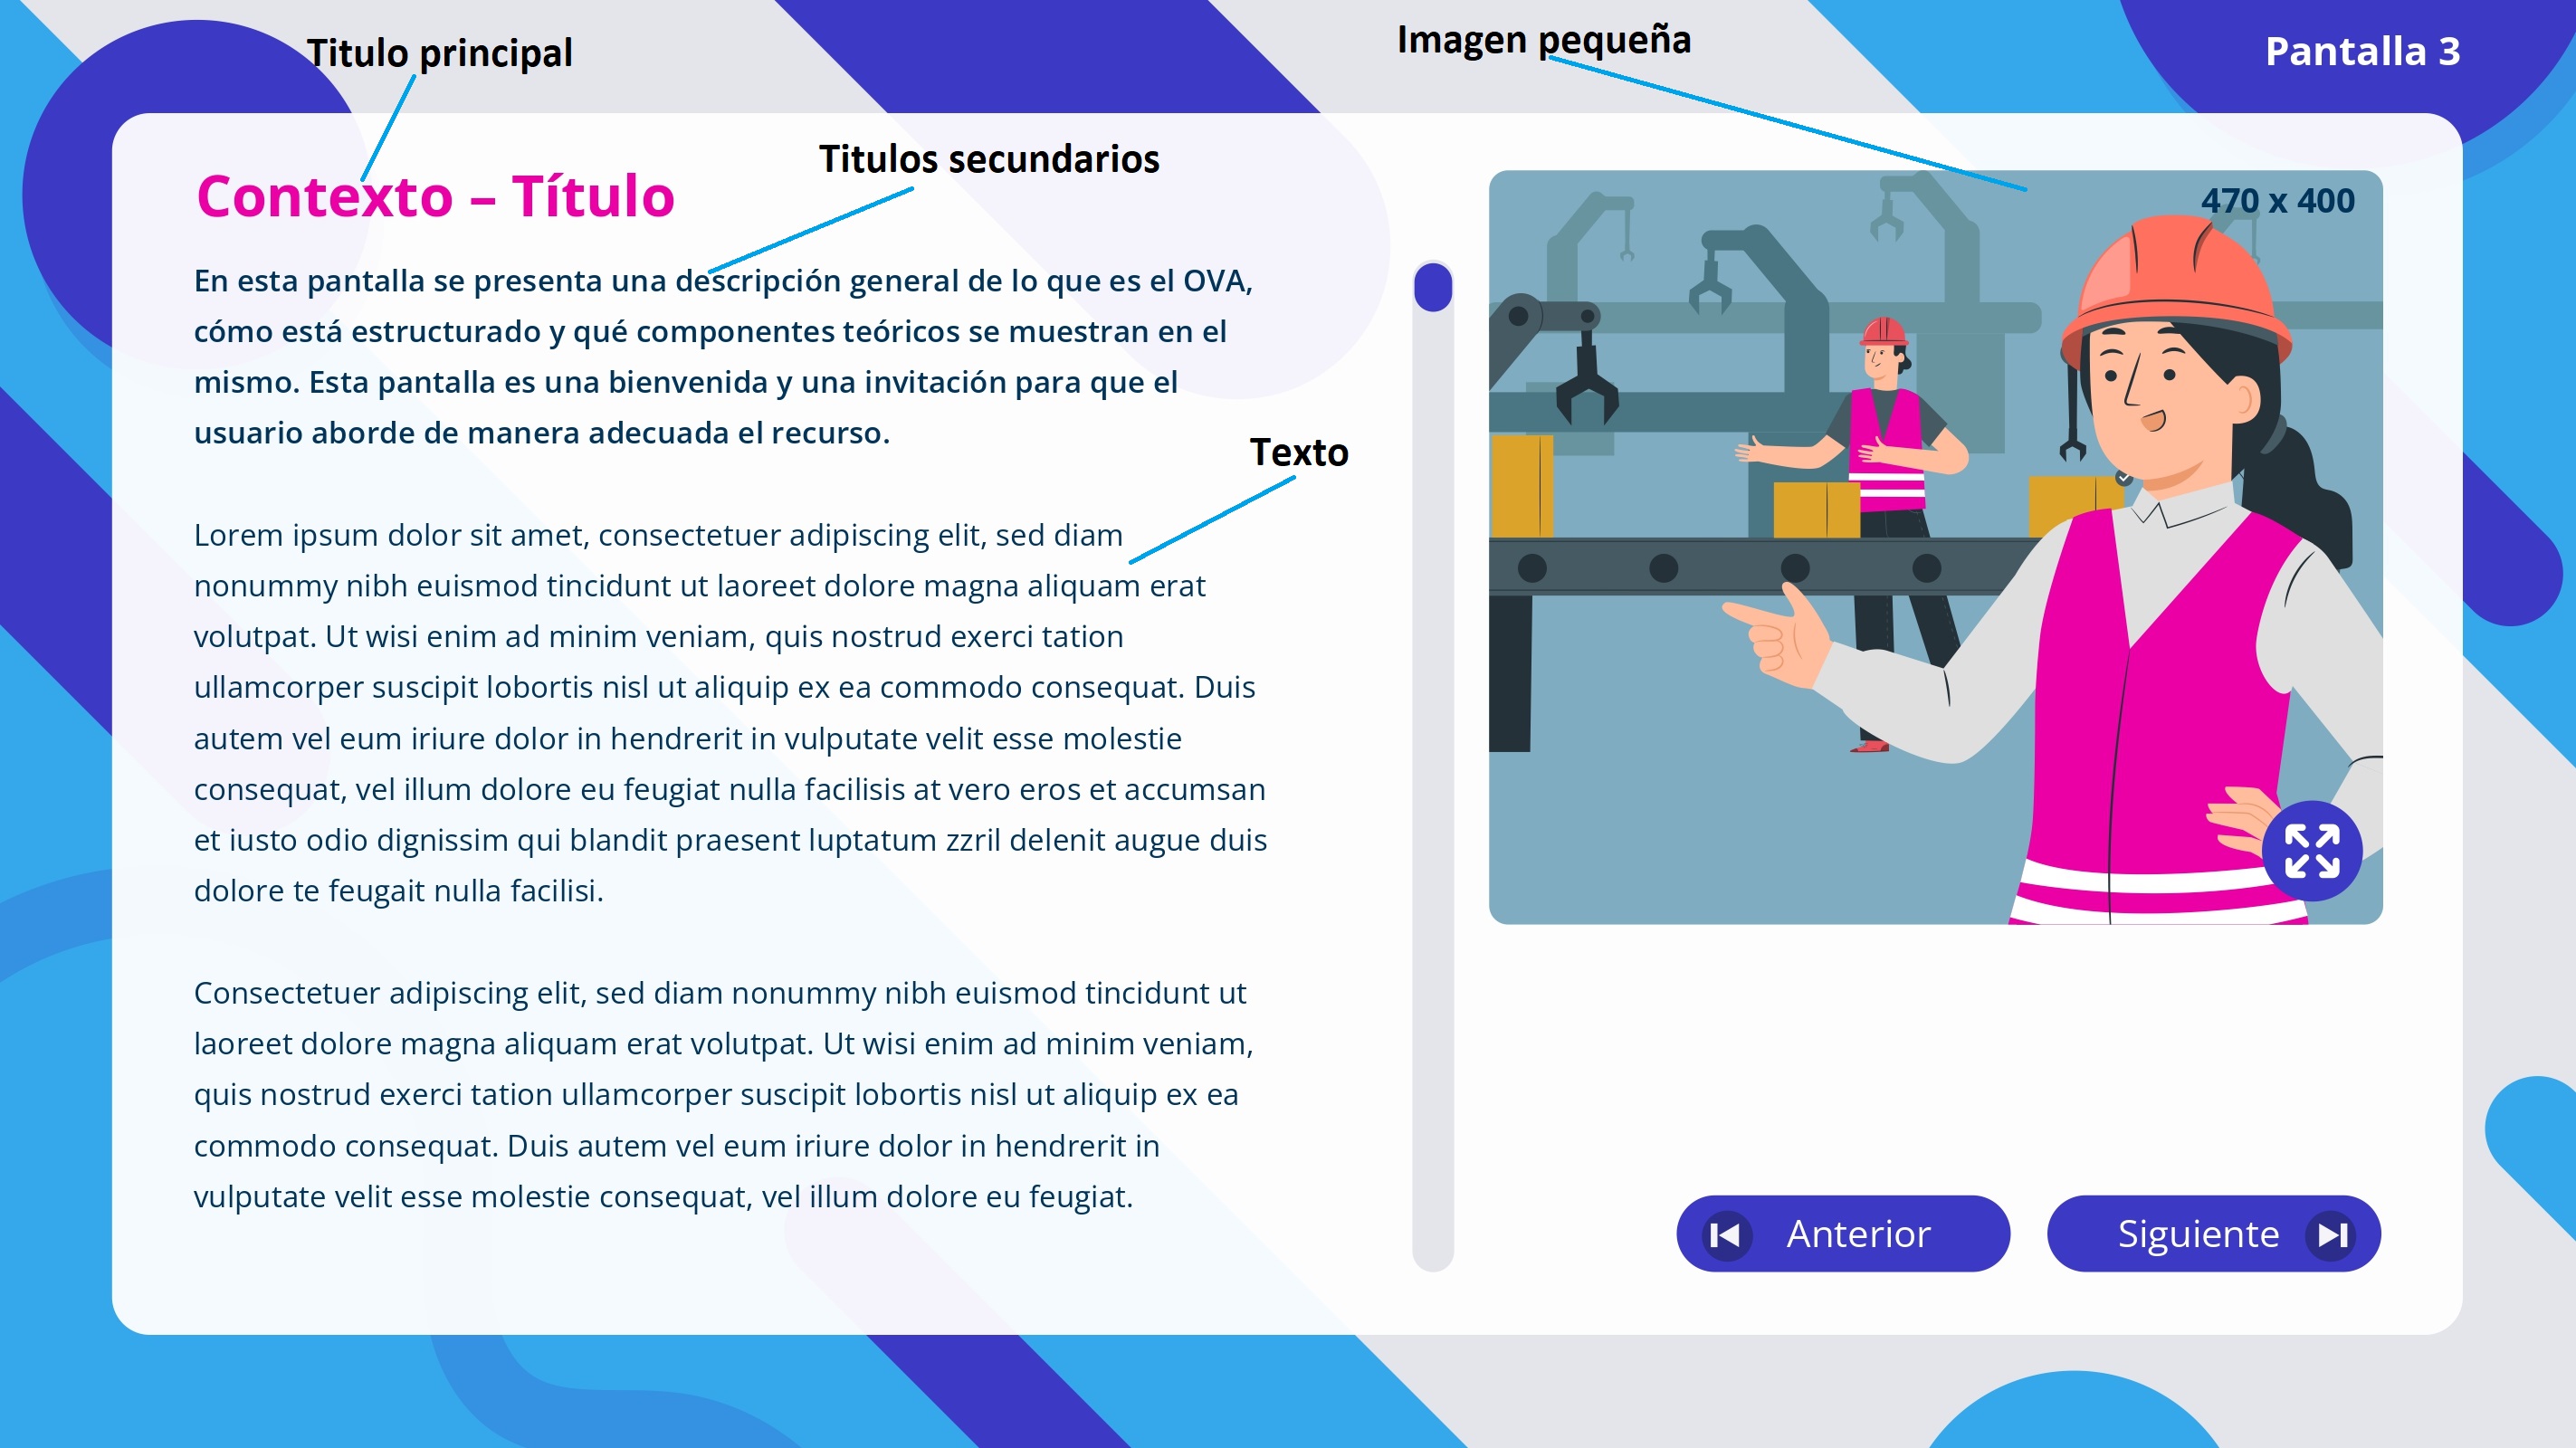 Titulo principal
Imagen pequeña
Pantalla 3
Titulos secundarios
Contexto – Título
470 x 400
En esta pantalla se presenta una descripción general de lo que es el OVA,
cómo está estructurado y qué componentes teóricos se muestran en el
mismo. Esta pantalla es una bienvenida y una invitación para que el
usuario aborde de manera adecuada el recurso.
Texto
Lorem ipsum dolor sit amet, consectetuer adipiscing elit, sed diam
nonummy nibh euismod tincidunt ut laoreet dolore magna aliquam erat
volutpat. Ut wisi enim ad minim veniam, quis nostrud exerci tation
ullamcorper suscipit lobortis nisl ut aliquip ex ea commodo consequat. Duis
autem vel eum iriure dolor in hendrerit in vulputate velit esse molestie
consequat, vel illum dolore eu feugiat nulla facilisis at vero eros et accumsan
et iusto odio dignissim qui blandit praesent luptatum zzril delenit augue duis
dolore te feugait nulla facilisi.
Consectetuer adipiscing elit, sed diam nonummy nibh euismod tincidunt ut
laoreet dolore magna aliquam erat volutpat. Ut wisi enim ad minim veniam,
quis nostrud exerci tation ullamcorper suscipit lobortis nisl ut aliquip ex ea
commodo consequat. Duis autem vel eum iriure dolor in hendrerit in
vulputate velit esse molestie consequat, vel illum dolore eu feugiat.
Anterior
Siguiente